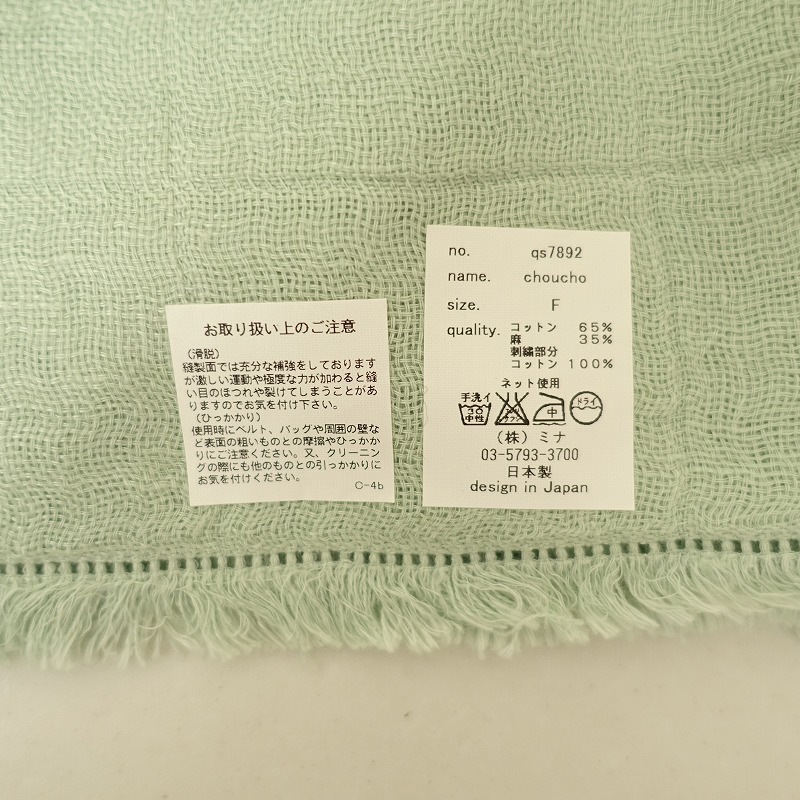 お取り扱い上のご注意
(滑脱)
縫製面では充分な補強をしております
が激しい運動や極度な力が加わると縫
い目のほつれや裂けてしまうことがあ
りますのでお気を付け下さい。
(ひっかかり)
使用時にベルト、バッグや周囲の壁な
ど表面の粗いものとの摩擦やひっかか
りにご注意ください。又、クリーニン
グの際にも他のものとの引っかかりに
お気を付けください。
C-4b
no. qs7892
name. choucho
size. F
quality. コットン 65%
麻 35%
刺繍部分
コットン 100%
ネット使用
手洗イ 30 中性 中 ドライ
(株) ミナ
03-5793-3700
日本製
design in Japan